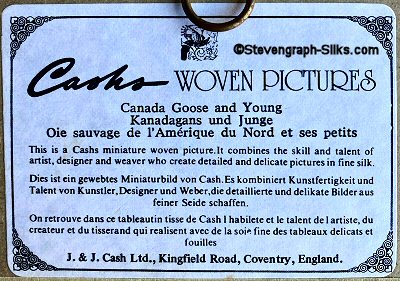 ©Stevengraph-Silks.com
Cashs WOVEN PICTURES
Canada Goose and Young
Kanadagans und Junge
Oie sauvage de l'Amérique du Nord et ses petits
This is a Cashs miniature woven picture.It combines the skill and talent of
artist, designer and weaver who create detailed and delicate pictures in fine silk.
Dies ist ein gewebtes Miniaturbild von Cash.Es kombiniert Kunstfertigkeit und
Talent von Kunstler,Designer und Weber,die detaillierte und delikate Bilder aus
feiner Seide schaffen.
On retrouve dans ce tableautin tisse de Cash l habilete et le talent de l artiste, du
createur et du tisserand qui realisent avec de la soie fine des tableaux delicats et
fouilles
J. & J. Cash Ltd., Kingfield Road, Coventry, England.